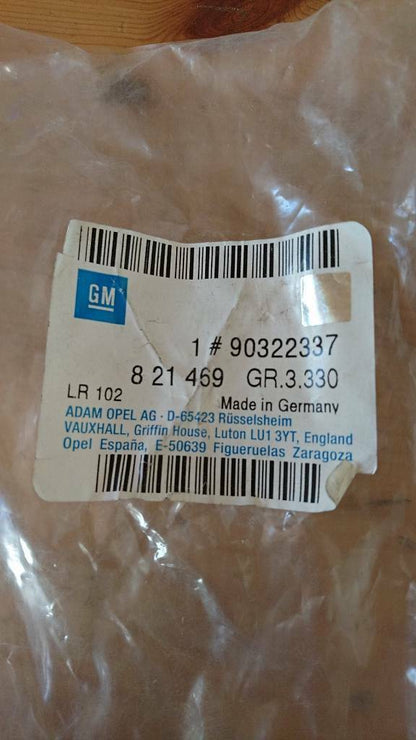 GM
1 # 90322337
8 21 469 GR.3.330
LR 102 Made in Germany
ADAM OPEL AG · D-65423 Rüsselsheim
VAUXHALL, Griffin House, Luton LU1 3YT, England
Opel España, E-50639 Figueruelas Zaragoza